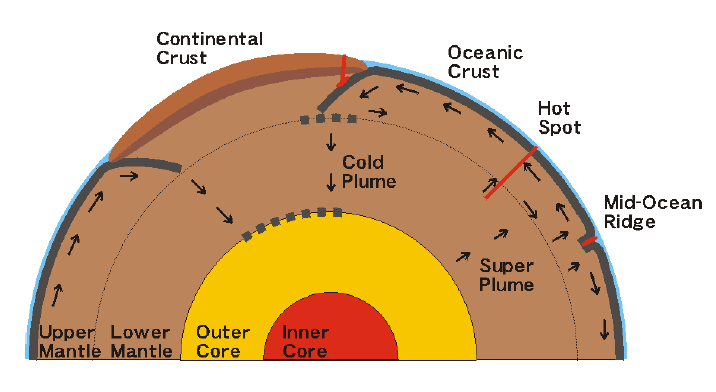 Continental
Crust
Oceanic
Crust
Hot
Spot
Mid-Ocean
Ridge
Cold
Plume
Super
Plume
Upper
Mantle
Lower
Mantle
Outer
Core
Inner
Core